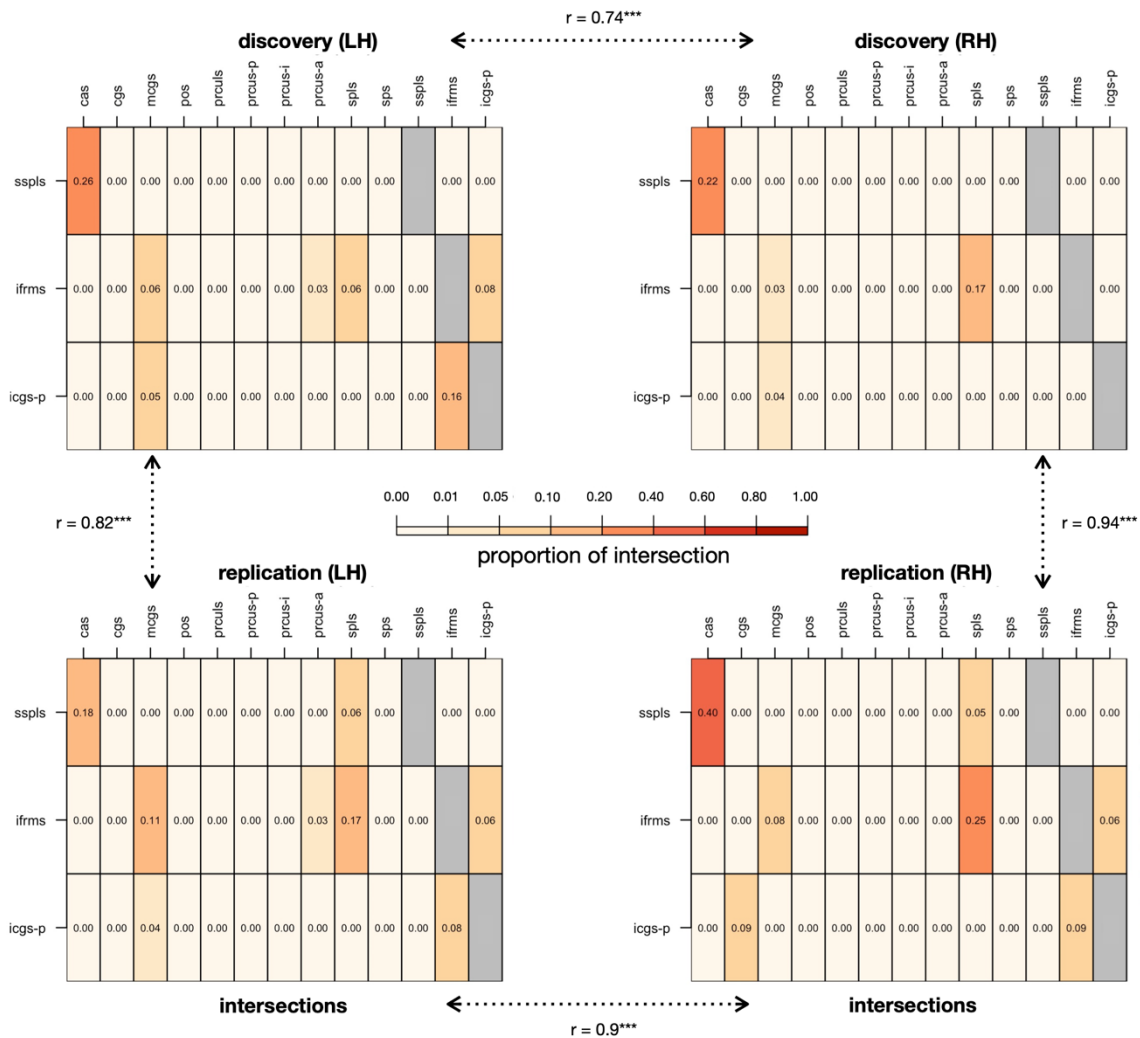 r = 0.74***
discovery (LH) discovery (RH)
cas cgs mcgs pos prculs prcus-p prcus-i prcus-a spls sps sspls ifrms icgs-p
sspls 0.26 0.00 0.00 0.00 0.00 0.00 0.00 0.00 0.00 0.00 0.00 0.00
ifrms 0.00 0.00 0.06 0.00 0.00 0.00 0.00 0.03 0.06 0.00 0.00 0.08
icgs-p 0.00 0.00 0.05 0.00 0.00 0.00 0.00 0.00 0.00 0.00 0.00 0.16
cas cgs mcgs pos prculs prcus-p prcus-i prcus-a spls sps sspls ifrms icgs-p
sspls 0.22 0.00 0.00 0.00 0.00 0.00 0.00 0.00 0.00 0.00 0.00 0.00
ifrms 0.00 0.00 0.03 0.00 0.00 0.00 0.00 0.00 0.17 0.00 0.00 0.00
icgs-p 0.00 0.00 0.04 0.00 0.00 0.00 0.00 0.00 0.00 0.00 0.00 0.00
r = 0.82***
0.00 0.01 0.05 0.10 0.20 0.40 0.60 0.80 1.00
proportion of intersection
r = 0.94***
replication (LH) replication (RH)
cas cgs mcgs pos prculs prcus-p prcus-i prcus-a spls sps sspls ifrms icgs-p
sspls 0.18 0.00 0.00 0.00 0.00 0.00 0.00 0.00 0.06 0.00 0.00 0.00
ifrms 0.00 0.00 0.11 0.00 0.00 0.00 0.00 0.03 0.17 0.00 0.00 0.06
icgs-p 0.00 0.00 0.04 0.00 0.00 0.00 0.00 0.00 0.00 0.00 0.00 0.08
cas cgs mcgs pos prculs prcus-p prcus-i prcus-a spls sps sspls ifrms icgs-p
sspls 0.40 0.00 0.00 0.00 0.00 0.00 0.00 0.00 0.05 0.00 0.00 0.00
ifrms 0.00 0.00 0.08 0.00 0.00 0.00 0.00 0.00 0.25 0.00 0.00 0.06
icgs-p 0.00 0.09 0.00 0.00 0.00 0.00 0.00 0.00 0.00 0.00 0.00 0.09
intersections intersections
r = 0.9***